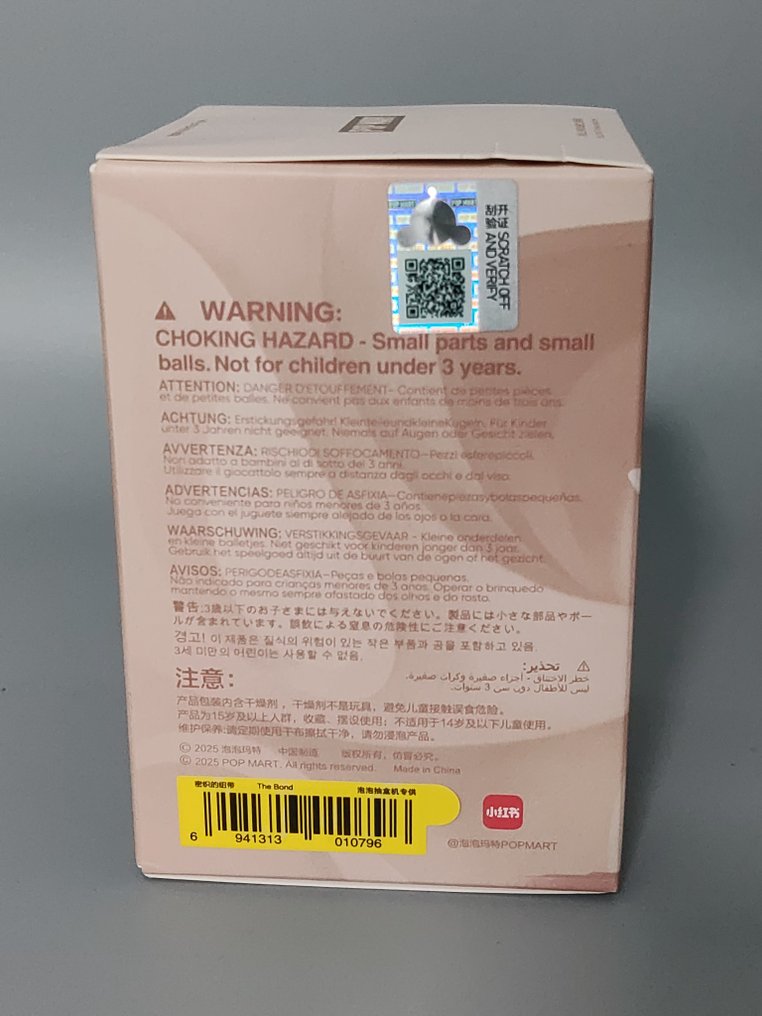 POP MART
开
刮
证
验
SCRATCH OFF
AND VERIFY
⚠ WARNING:
CHOKING HAZARD - Small parts and small
balls. Not for children under 3 years.
ATTENTION: DANGER D'ETOUFFEMENT- Contient de petites pièces
et de petites balles. Ne convient pas aux enfants de moins de trois ans.
ACHTUNG: Erstickungsgefahr! KleinteileundkleineKugeln. Für Kinder
unter 3 Jahren nicht geeignet. Niemals auf Augen oder Gesicht zielen.
AVVERTENZA: RISCHIODI SOFFOCAMENTO-Pezzi esferepiccoli.
Non adatto a bambini al di sotto dei 3 anni.
Utilizzare il giocattolo sempre a distanza dagli occhi e dal viso.
ADVERTENCIAS: PELIGRO DE ASFIXIA-Contienepiezasybolaspequeñas.
No conveniente para niños menores de 3 años.
Juega con el juguete siempre alejado de los ojos o la cara.
WAARSCHUWING: VERSTIKKINGSGEVAAR - Kleine onderdelen
en kleine balletjes. Niet geschikt voor kinderen jonger dan 3 jaar.
Gebruik het speelgoed altijd uit de buurt van de ogen of het gezicht.
AVISOS: PERIGODEASFIXIA-Peças e bolas pequenas.
Não indicado para crianças menores de 3 anos. Operar o brinquedo
mantendo o mesmo sempre afastado dos olhos e do rosto.
警告:3歳以下のお子さまには与えないでください。製品には小さな部品やボー
ルが含まれています。誤飲による窒息の危険性にご注意ください。
경고! 이 제품은 질식의 위험이 있는 작은 부품과 공을 포함하고 있음.
3세 미만의 어린이는 사용할 수 없음.
⚠ تحذير:
خطر الاختناق - أجزاء صغيرة وكرات صغيرة.
ليس للأطفال دون سن 3 سنوات.
注意:
产品包装内含干燥剂，干燥剂不是玩具，避免儿童接触误食危险。
产品为15岁及以上人群，收藏、摆设使用；不适用于14岁及以下儿童使用。
维护保养:请定期使用干布擦拭干净，请勿浸泡产品。
© 2025 泡泡玛特 中国制造 版权所有，仿冒必究。
© 2025 POP MART. All rights reserved. Made in China
密织的纽带 The Bond 泡泡抽盒机专供
6 941313 010796
小红书
@泡泡玛特POPMART